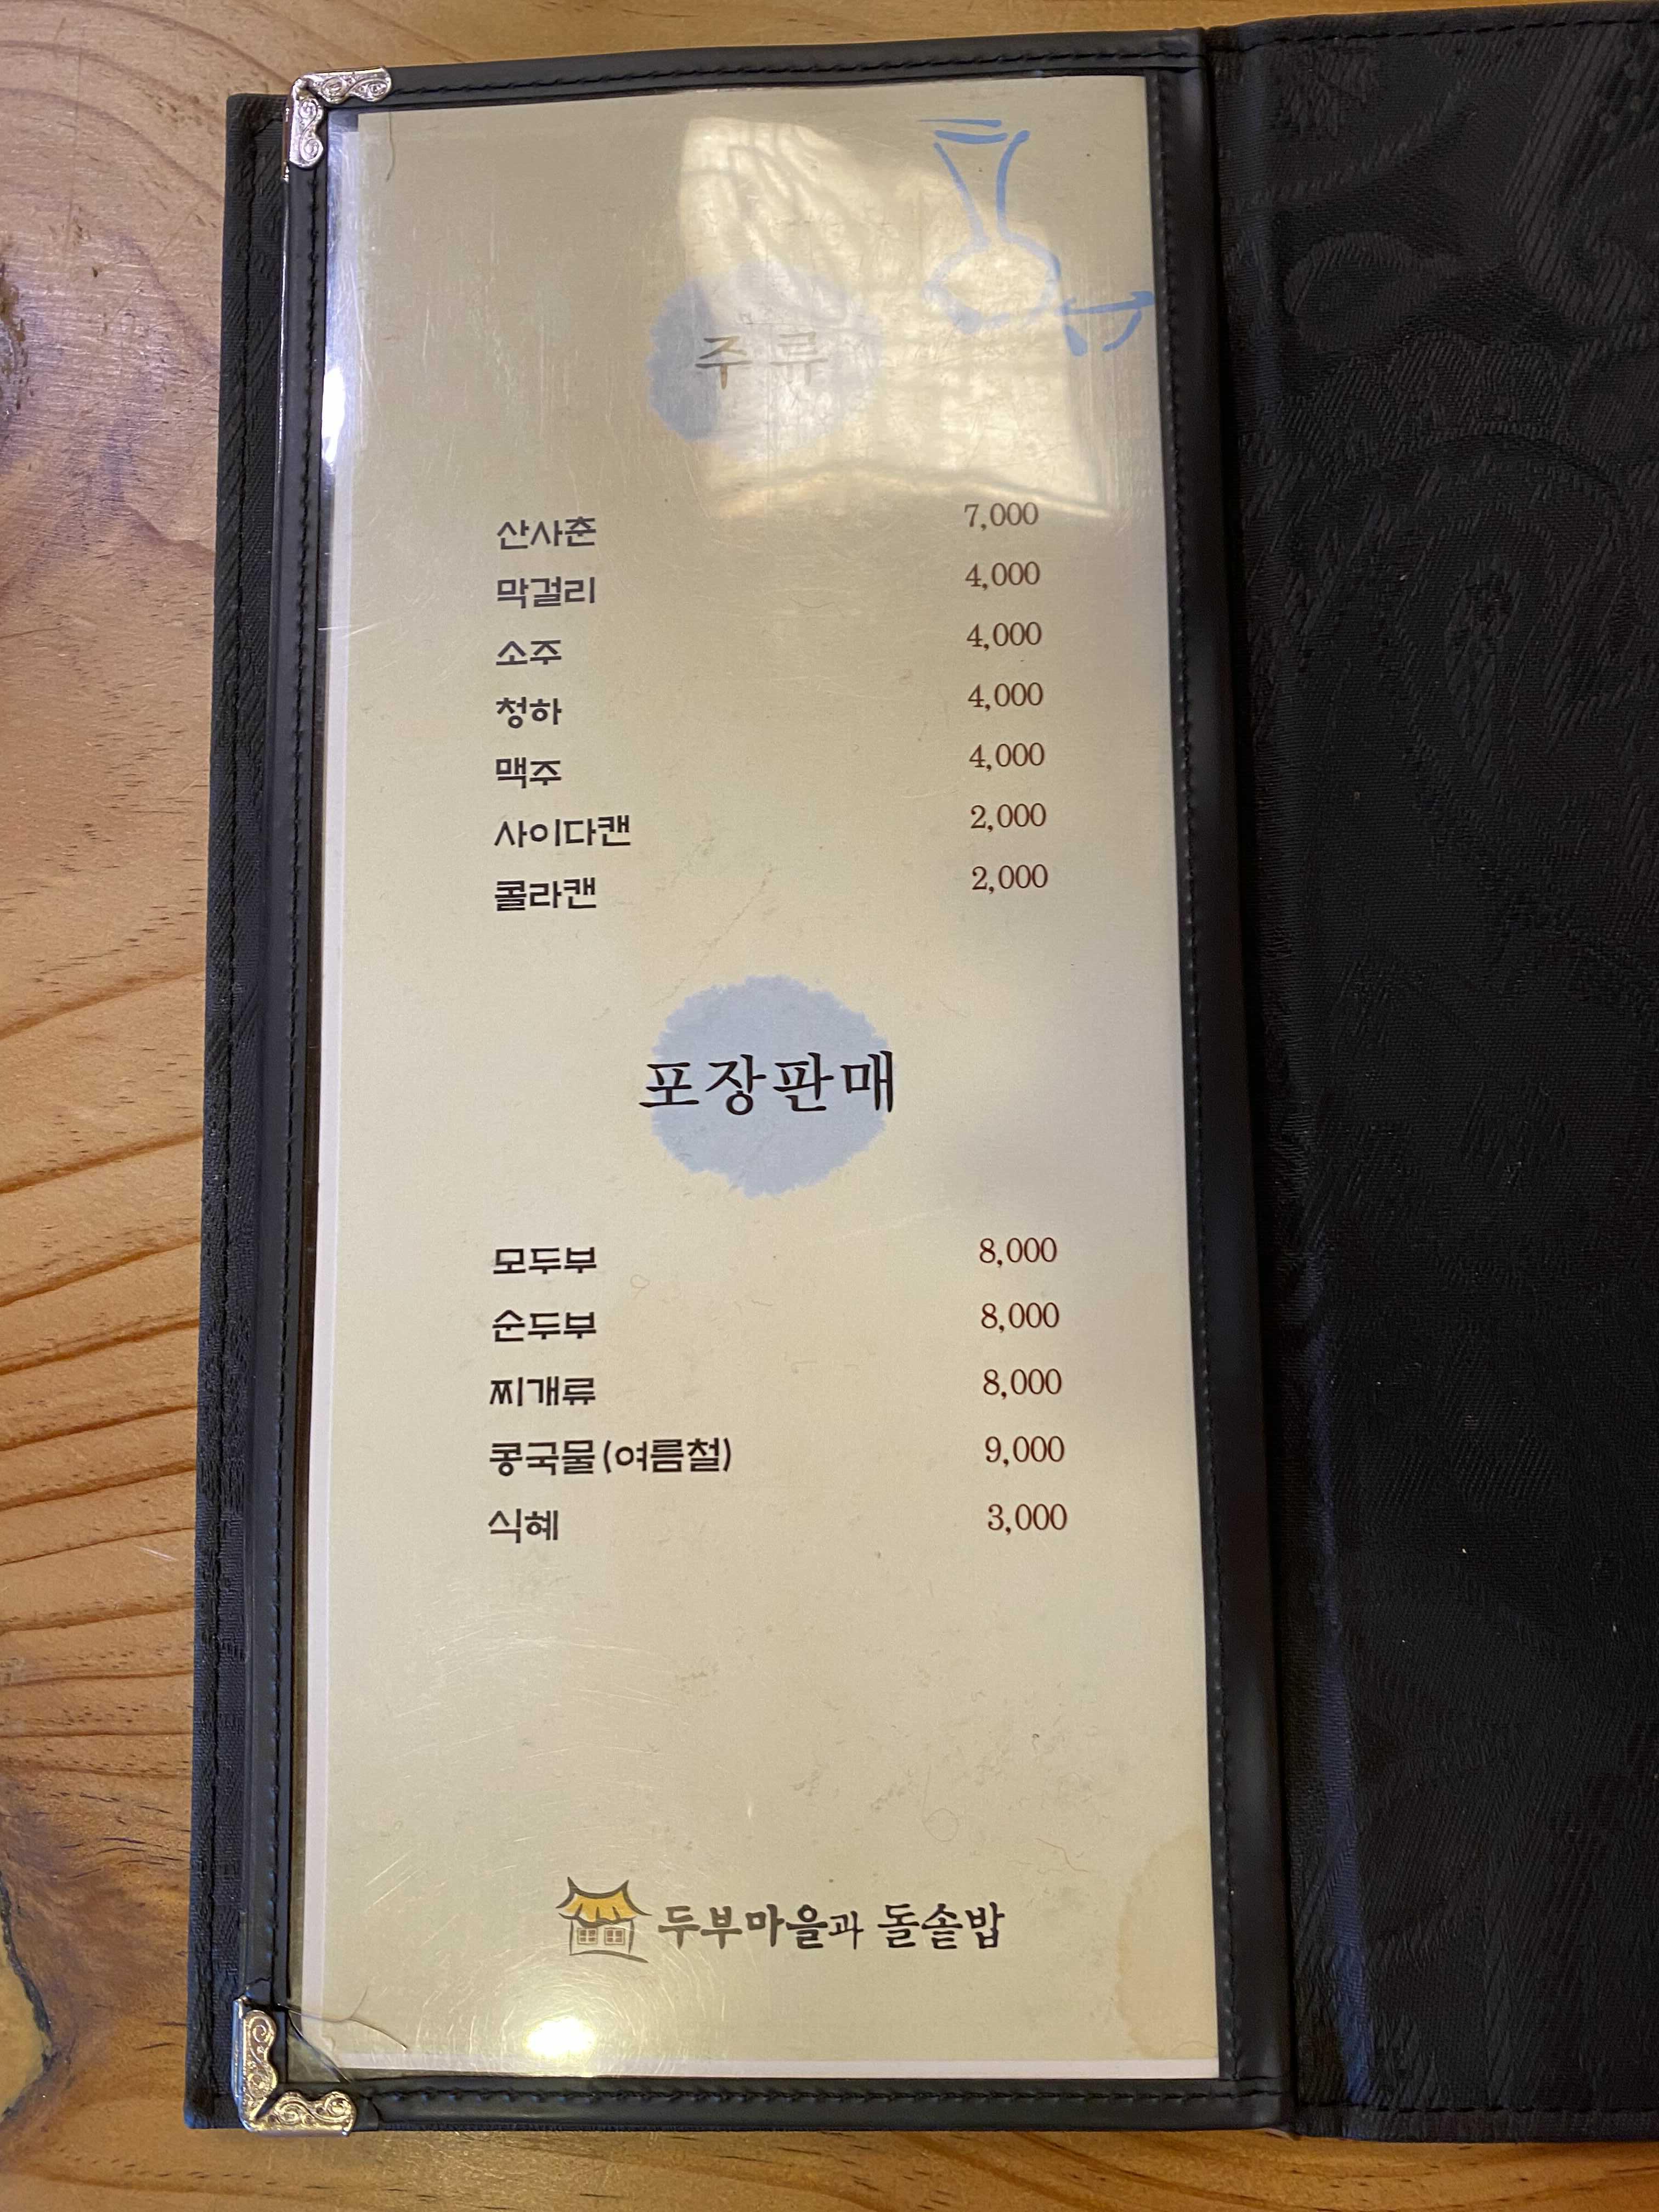 주류
산사춘 7,000
막걸리 4,000
소주 4,000
청하 4,000
맥주 4,000
사이다캔 2,000
콜라캔 2,000
포장판매
모두부 8,000
순두부 8,000
찌개류 8,000
콩국물(여름철) 9,000
식혜 3,000
두부마을과 돌솥밥